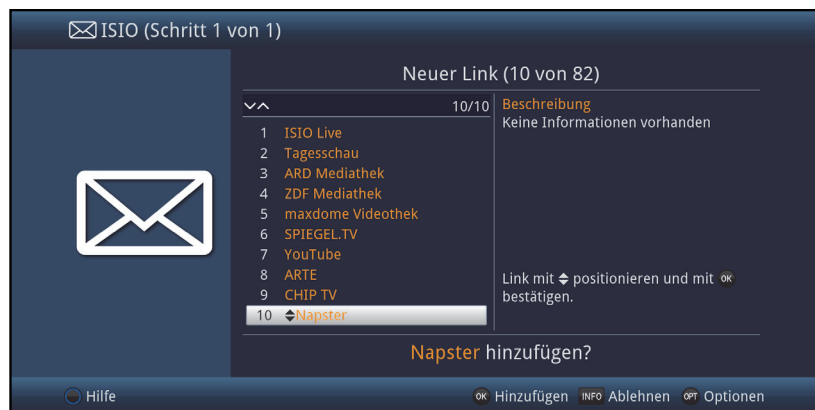 ISIO (Schritt 1 von 1)
Neuer Link (10 von 82)
10/10
1 ISIO Live
2 Tagesschau
3 ARD Mediathek
4 ZDF Mediathek
5 maxdome Videothek
6 SPIEGEL.TV
7 YouTube
8 ARTE
9 CHIP TV
10 Napster
Beschreibung
Keine Informationen vorhanden
Link mit positionieren und mit OK
bestätigen.
Napster hinzufügen?
Hilfe
OK Hinzufügen INFO Ablehnen OPT Optionen